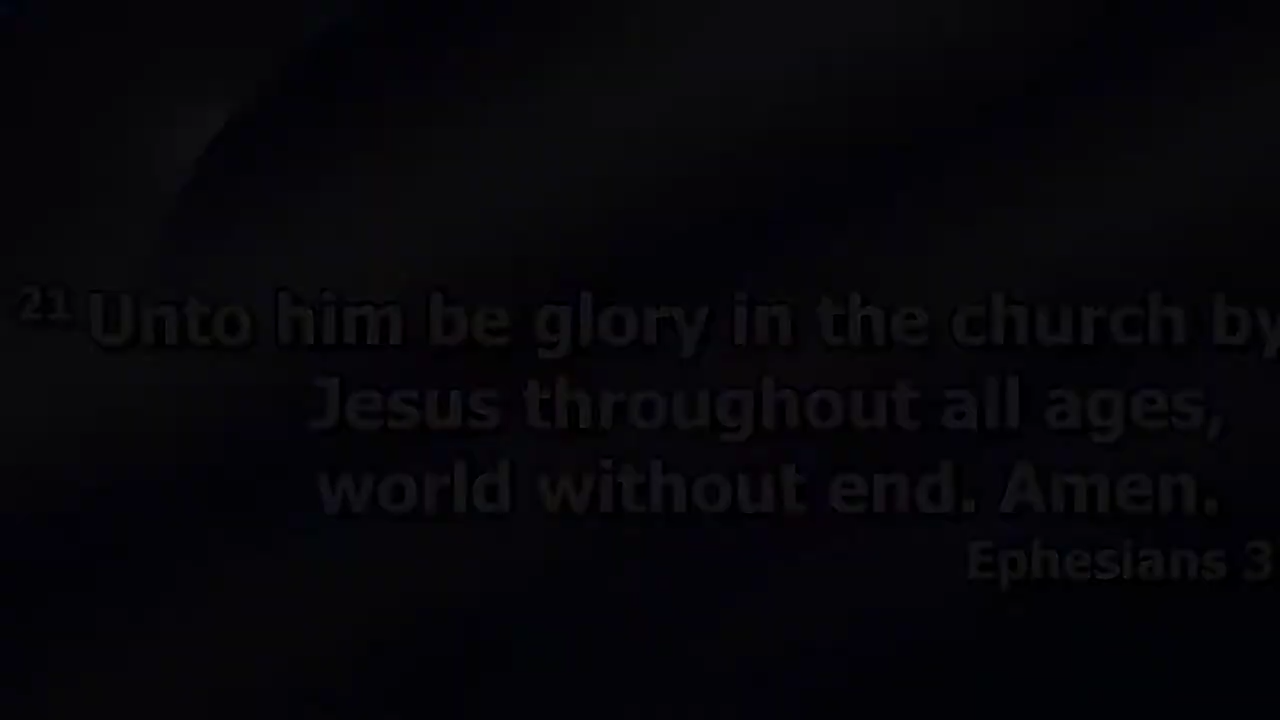 21 Unto him be glory in the church by
Jesus throughout all ages,
world without end. Amen.
Ephesians 3